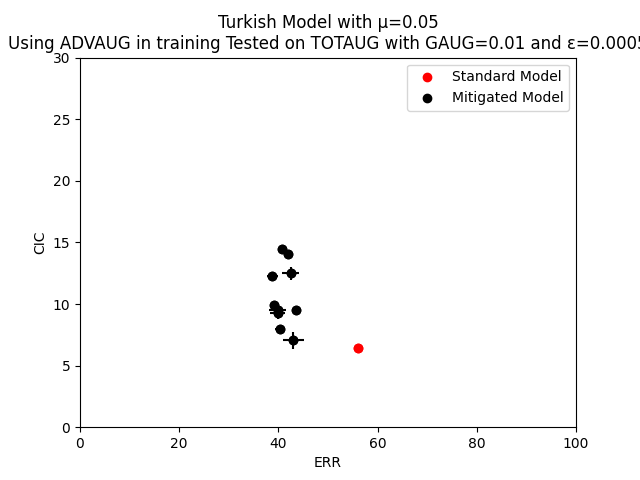 Turkish Model with μ=0.05
Using ADVAUG in training Tested on TOTAUG with GAUG=0.01 and ε=0.0005
Standard Model
Mitigated Model
30
25
20
15
10
5
0
CIC
0 20 40 60 80 100
ERR